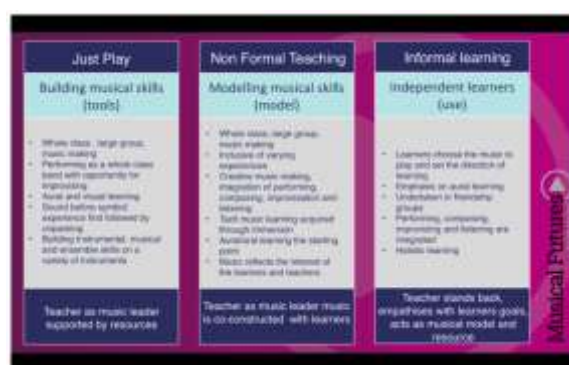 Just Play
Building musical skills
(tools)
Whole class, large group,
music making
Performing as a whole class
band with opportunity for
improvising
Aural and visual learning
Sound before symbol,
experience first followed by
unpacking
Building instrumental, musical
and ensemble skills on a
variety of instruments
Teacher as music leader
supported by resources
Non Formal Teaching
Modelling musical skills
(model)
Whole class, large group,
music making
Inclusive of varying
experiences
Creative music making,
integration of performing,
composing, improvisation and
listening
Tacit music learning acquired
through immersion
Aural/oral learning the starting
point
Music reflects the interest of
the learners and teachers
Teacher as music leader music
is co-constructed with learners
Informal learning
Independent learners
(use)
Learners choose the music to
play and set the direction of
learning
Emphasis on aural learning
Undertaken in friendship
groups
Performing, composing,
improvising and listening are
integrated
Holistic learning
Teacher stands back,
empathises with learners goals,
acts as musical model and
resource
Musical Futures